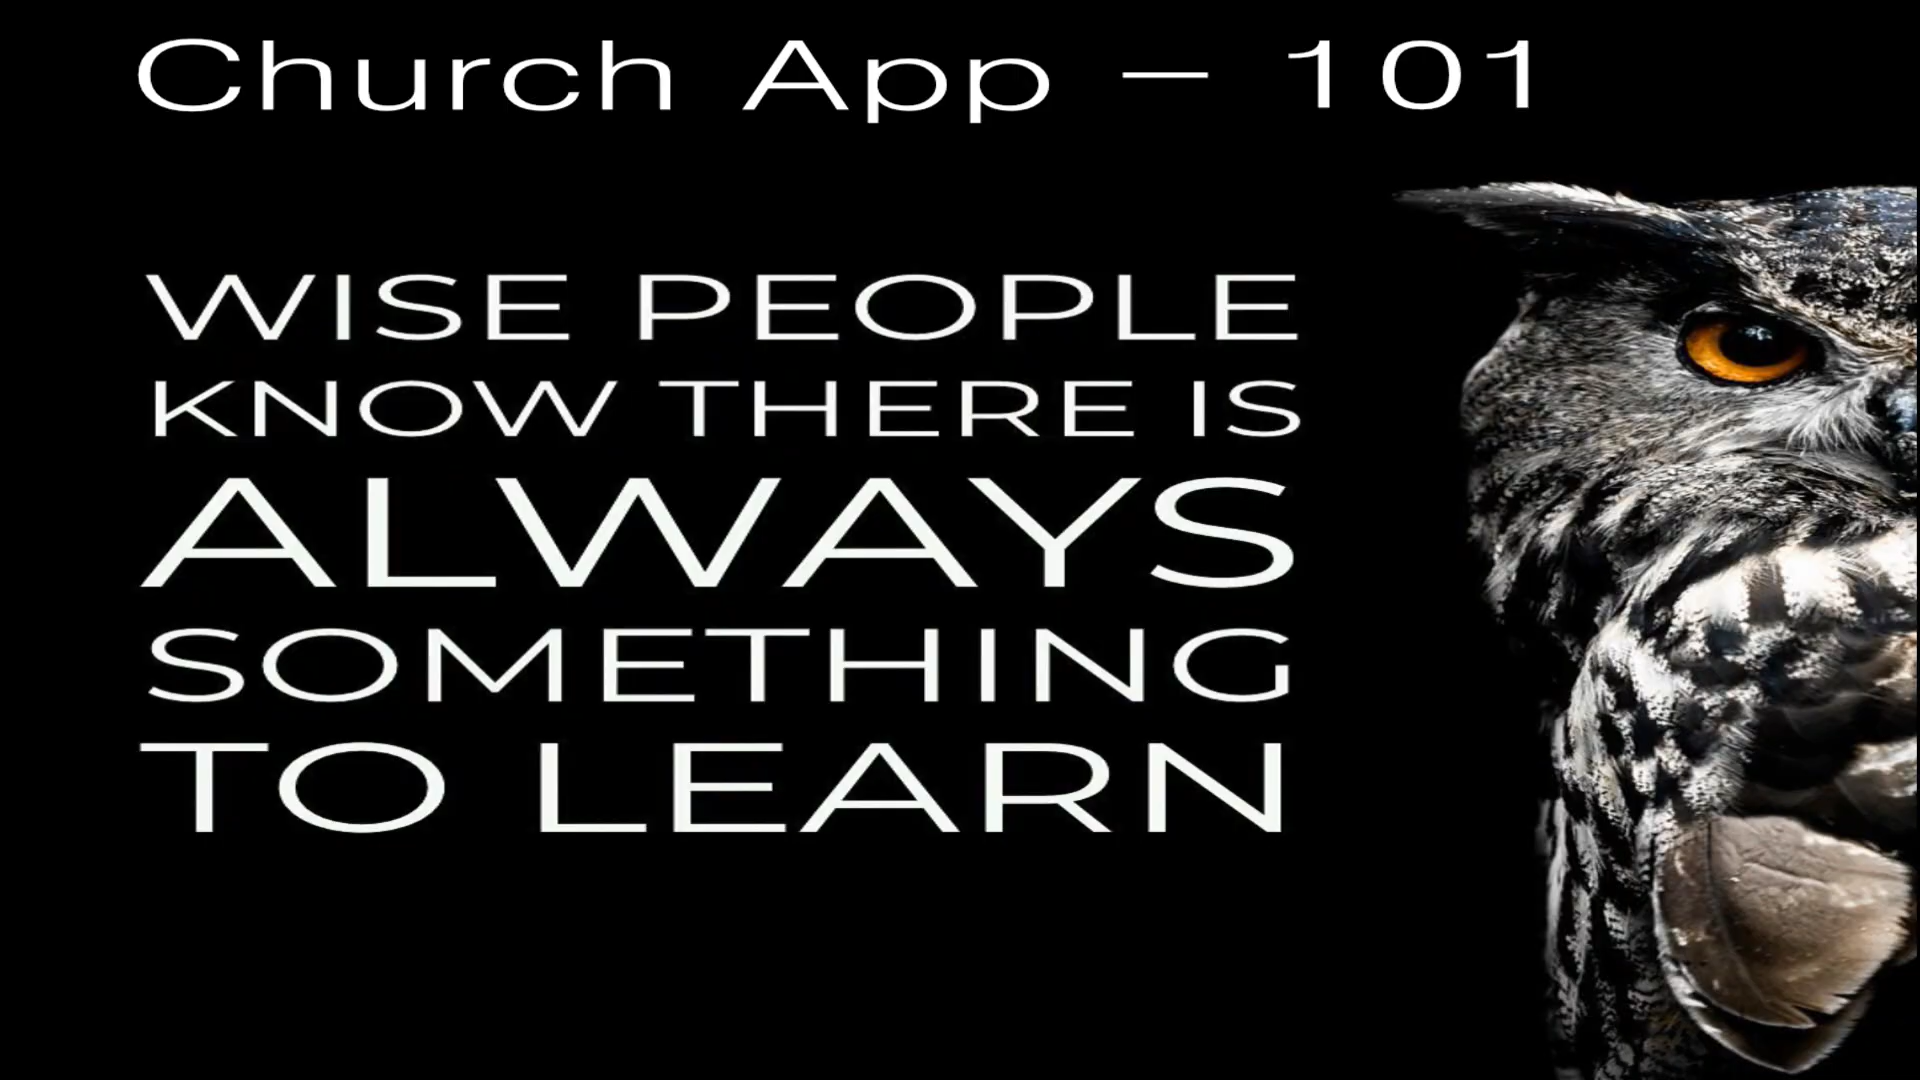 Church App – 101
WISE PEOPLE
KNOW THERE IS
ALWAYS
SOMETHING
TO LEARN